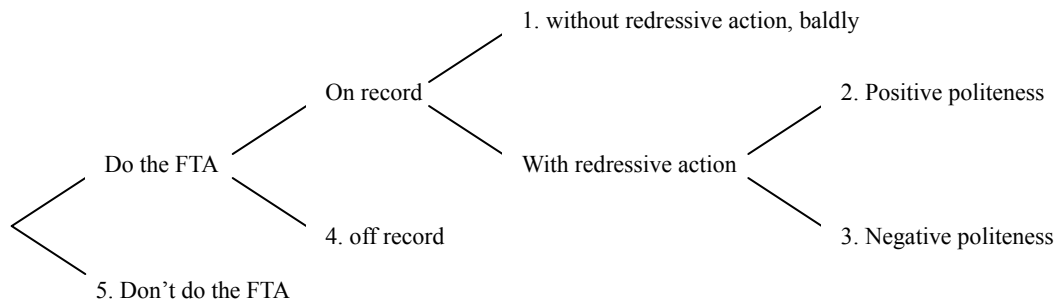 1. without redressive action, baldly
On record
2. Positive politeness
Do the FTA
With redressive action
4. off record
3. Negative politeness
5. Don’t do the FTA